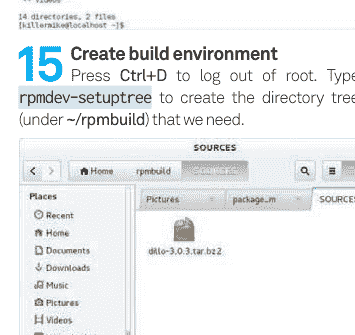 14 directories, 2 files
[killermike@localhost ~]$
15 Create build environment
Press Ctrl+D to log out of root. Type
rpmdev-setuptree to create the directory tree
(under ~/rpmbuild) that we need.
SOURCES
Home rpmbuild
Places
Pictures package_m SOURCES
Recent
Home
Documents
Downloads
Music
Pictures
Videos
dillo-3.0.3.tar.bz2